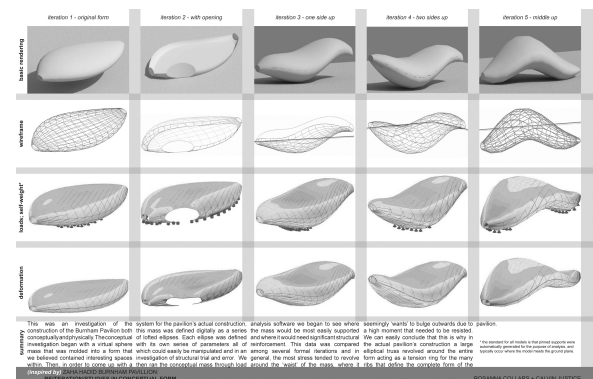 iteration 1 - original form
iteration 2 - with opening
iteration 3 - one side up
iteration 4 - two sides up
iteration 5 - middle up
basic rendering
wireframe
loads; self-weight*
deformation
summary
This was an investigation of the
construction of the Burnham Pavilion both
conceptually and physically. The conceptual
investigation began with a virtual sphere
mass that was molded into a form that
we believed contained interesting spaces
within. Then, in order to come up with a
system for the pavilion's actual construction,
this mass was defined digitally as a series
of lofted ellipses. Each ellipse was defined
with its own series of parameters all of
which could easily be manipulated and in an
investigation of structural trial and error. We
then ran the conceptual mass through load
analysis software we began to see where
the mass would be most easily supported
and where it would need significant structural
reinforcement. This data was compared
among several formal iterations and in
general, the most stress tended to revolve
around the 'waist' of the mass, where it
seemingly 'wants' to bulge outwards due to
a high moment that needed to be resisted.
We can easily conclude that this is why in
the actual pavilion's construction a large
elliptical truss revolved around the entire
form acting as a tension ring for the many
ribs that define the complete form of the
pavilion.
* the standard for all models is that pinned supports were
automatically generated for the purpose of analysis, and
typically occur where the model meets the ground plane.
(inspired by) ZAHA HADID BURNHAM PAVILLION
ITERATION STUDIES IN CONCEPTUAL FORM